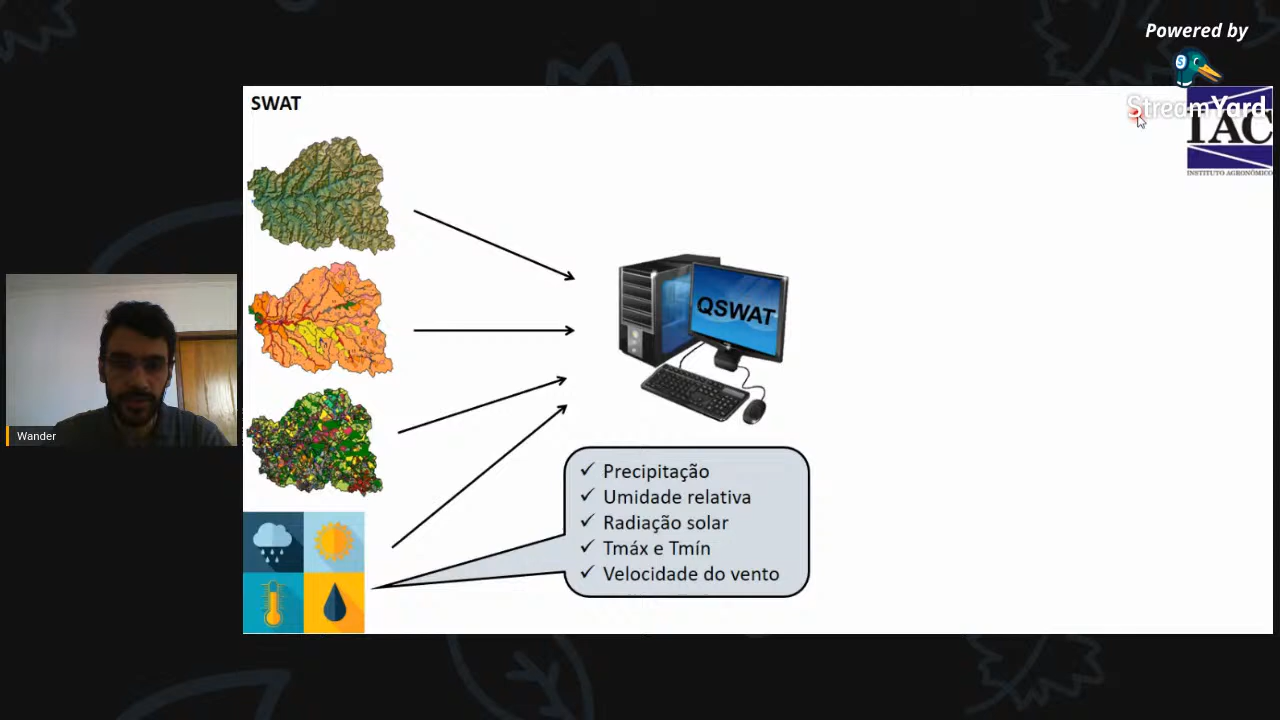 Powered by
StreamYard
SWAT
IAC
INSTITUTO AGRONÔMICO
QSWAT
Wander
✓ Precipitação
✓ Umidade relativa
✓ Radiação solar
✓ Tmáx e Tmín
✓ Velocidade do vento